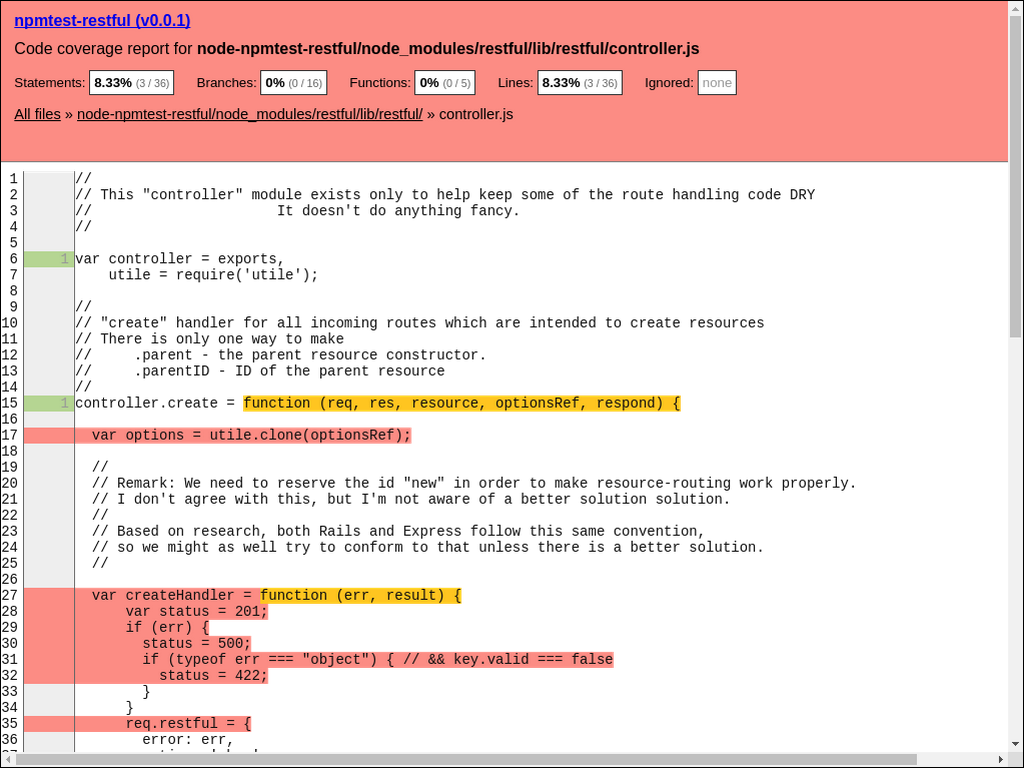 npmtest-restful (v0.0.1)
Code coverage report for node-npmtest-restful/node_modules/restful/lib/restful/controller.js
Statements: 8.33% (3 / 36) Branches: 0% (0 / 16) Functions: 0% (0 / 5) Lines: 8.33% (3 / 36) Ignored: none
All files » node-npmtest-restful/node_modules/restful/lib/restful/ » controller.js
1 //
2 // This "controller" module exists only to help keep some of the route handling code DRY
3 //                      It doesn't do anything fancy.
4 //
5
6 1 var controller = exports,
7     utile = require('utile');
8
9 //
10 // "create" handler for all incoming routes which are intended to create resources
11 // There is only one way to make
12 //     .parent - the parent resource constructor.
13 //     .parentID - ID of the parent resource
14 //
15 1 controller.create = function (req, res, resource, optionsRef, respond) {
16
17   var options = utile.clone(optionsRef);
18
19   //
20   // Remark: We need to reserve the id "new" in order to make resource-routing work properly.
21   // I don't agree with this, but I'm not aware of a better solution solution.
22   //
23   // Based on research, both Rails and Express follow this same convention,
24   // so we might as well try to conform to that unless there is a better solution.
25   //
26
27   var createHandler = function (err, result) {
28       var status = 201;
29       if (err) {
30         status = 500;
31         if (typeof err === "object") { // && key.valid === false
32           status = 422;
33         }
34       }
35       req.restful = {
36         error: err,